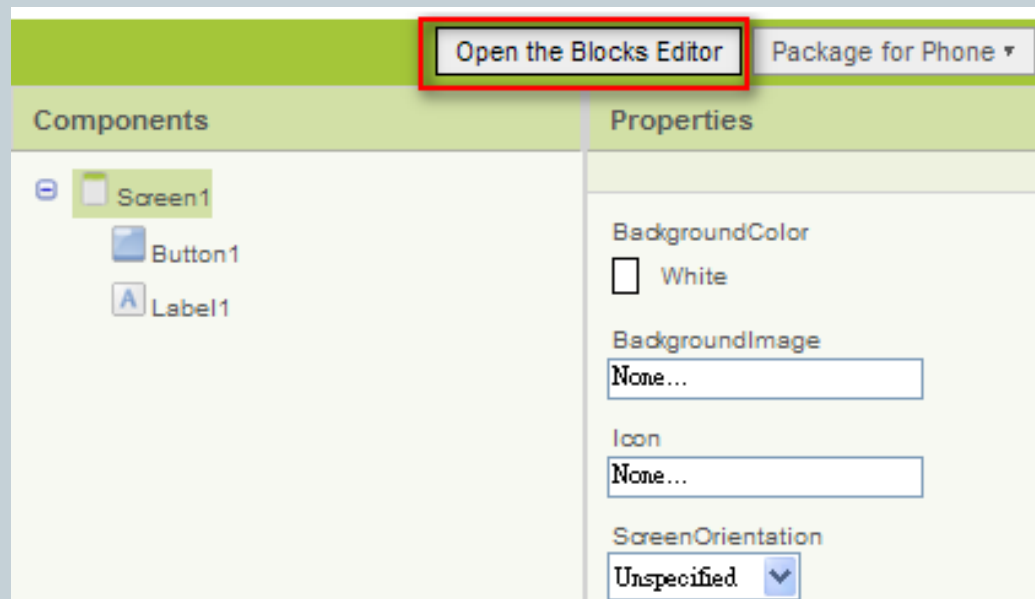 Open the Blocks Editor
Package for Phone ▾
Components
Properties
Screen1
Button1
A Label1
BackgroundColor
White
BackgroundImage
None...
Icon
None...
ScreenOrientation
Unspecified